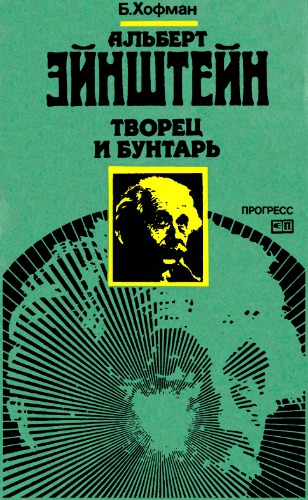 Б.Хофман
АЛЬБЕРТ
ЭЙНШТЕЙН
ТВОРЕЦ
И БУНТАРЬ
ПРОГРЕСС